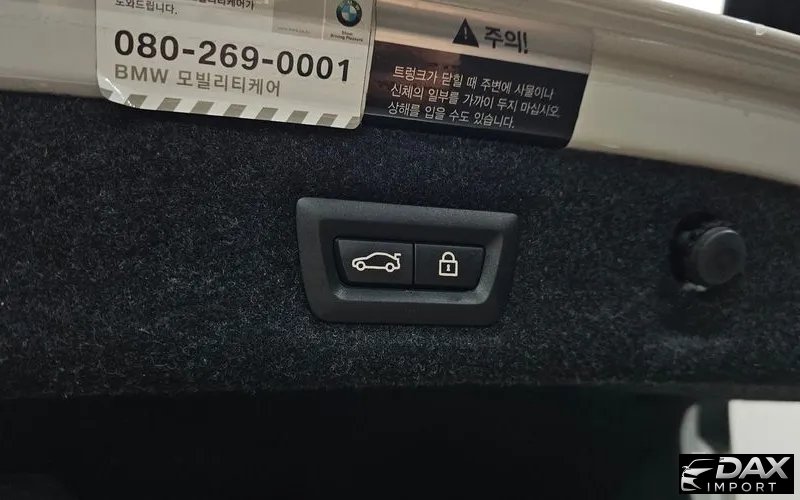 도와드립니다.
080-269-0001
BMW 모빌리티케어
주의!
트렁크가 닫힐 때 주변에 사물이나
신체의 일부를 가까이 두지 마십시오.
상해를 입을 수도 있습니다.
DAX
IMPORT